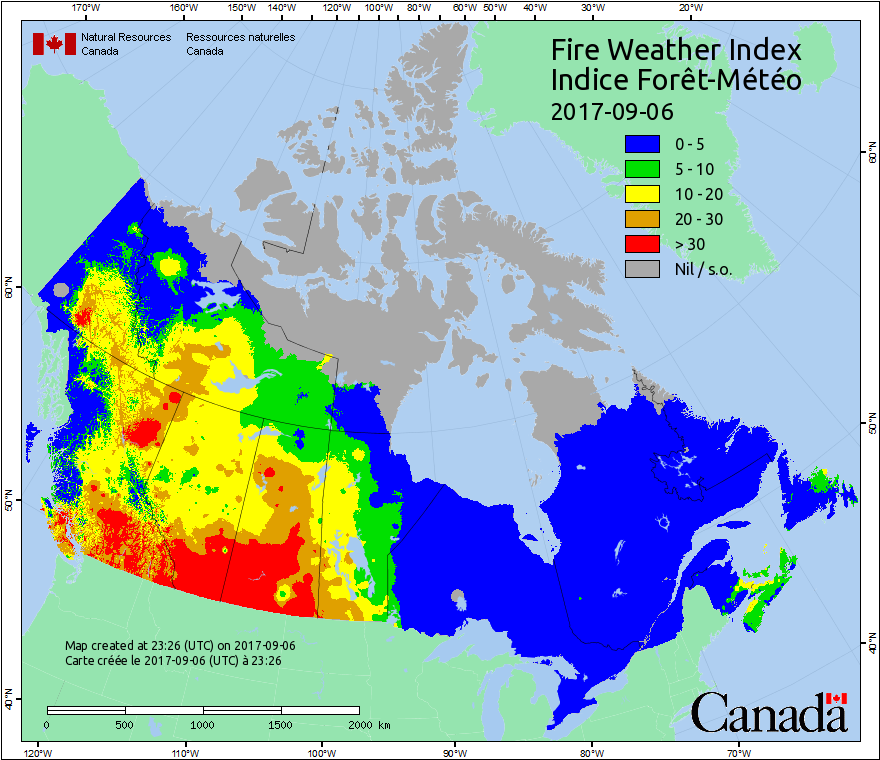 170°W 160°W 150°W 140°W 120°W 100°W 80°W 60°W 50°W 40°W 30°W 20°W
Natural Resources Ressources naturelles
Canada Canada
Fire Weather Index
Indice Forêt-Météo
2017-09-06
0 - 5
5 - 10
10 - 20
20 - 30
> 30
Nil / s.o.
60°N
50°N
40°N
60°N
50°N
40°N
Map created at 23:26 (UTC) on 2017-09-06
Carte créée le 2017-09-06 (UTC) à 23:26
0 500 1000 1500 2000 km
Canada
120°W 110°W 100°W 90°W 80°W 70°W